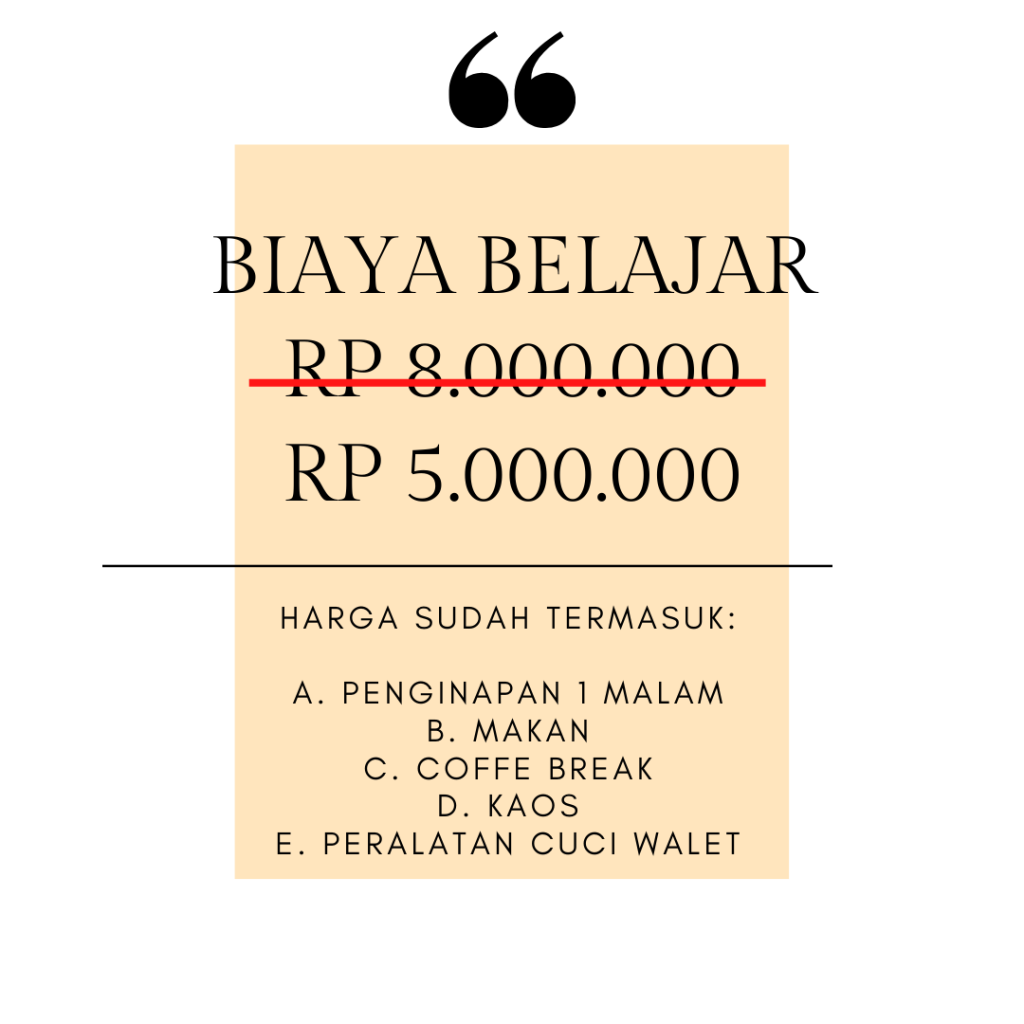 “
BIAYA BELAJAR
RP 8.000.000
RP 5.000.000
HARGA SUDAH TERMASUK:
A. PENGINAPAN 1 MALAM
B. MAKAN
C. COFFE BREAK
D. KAOS
E. PERALATAN CUCI WALET